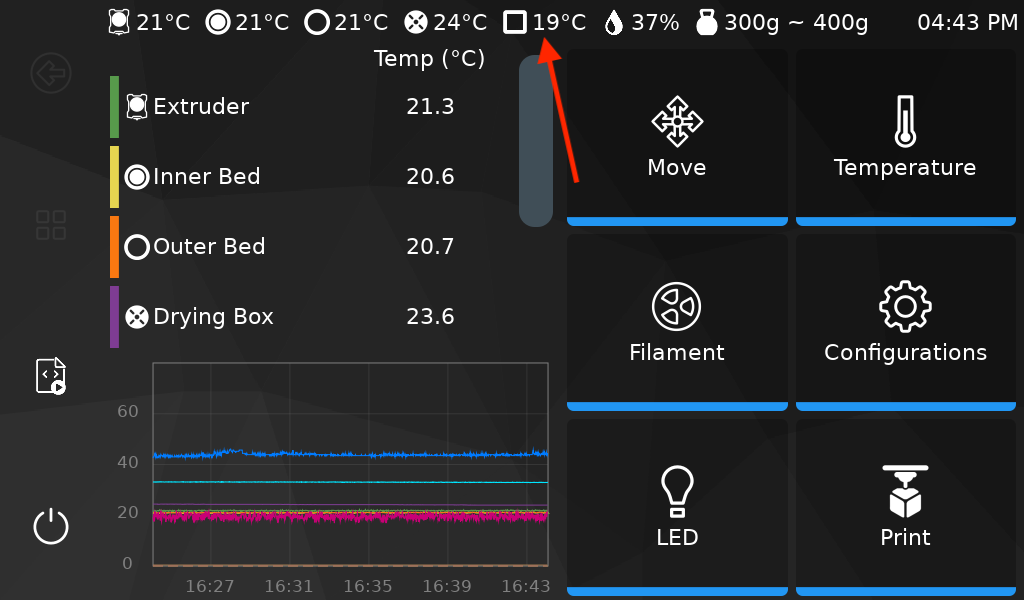 21°C 21°C 21°C 24°C 19°C 37% 300g ~ 400g 04:43 PM
Temp (°C)
Extruder 21.3
Inner Bed 20.6
Outer Bed 20.7
Drying Box 23.6
60
40
20
0
16:27 16:31 16:35 16:39 16:43
Move
Temperature
Filament
Configurations
LED
Print